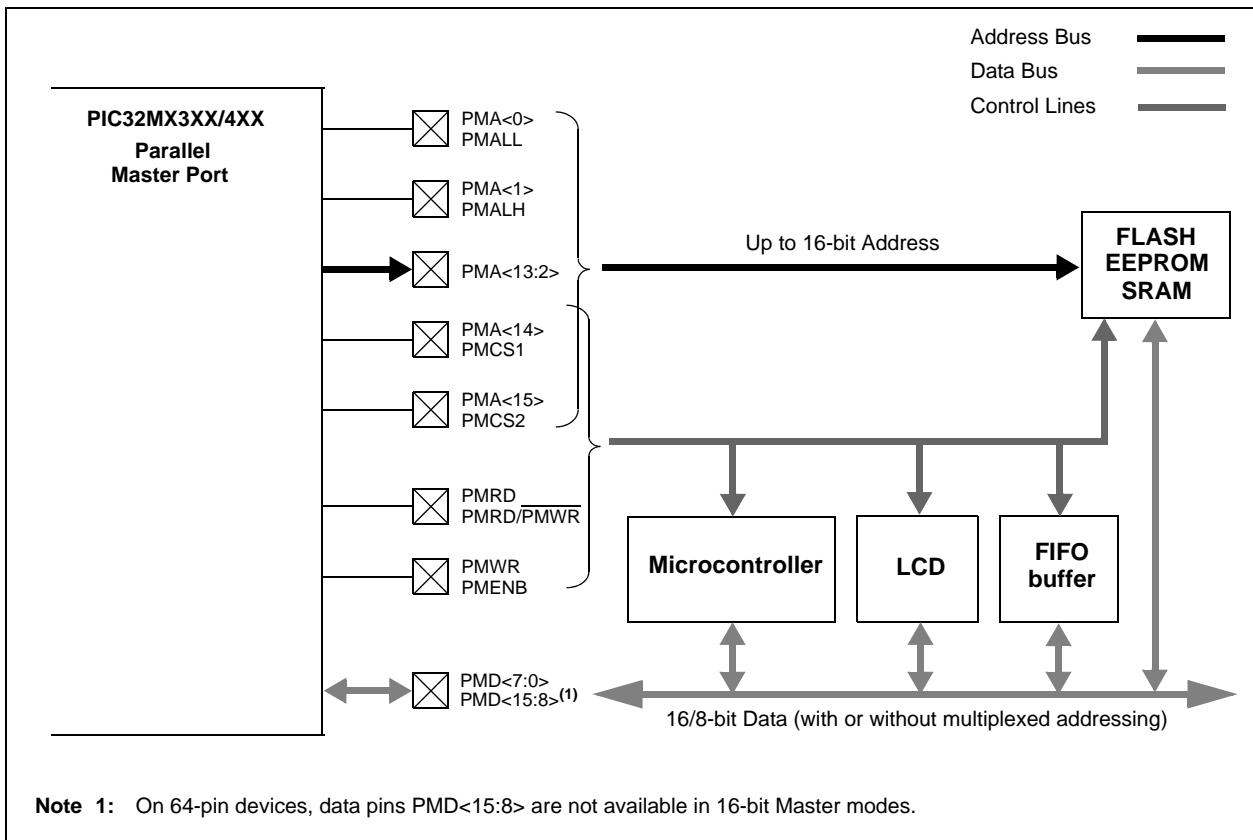 Address Bus
Data Bus
Control Lines
PIC32MX3XX/4XX
Parallel
Master Port
PMA<0>
PMALL
PMA<1>
PMALH
PMA<13:2>
PMA<14>
PMCS1
PMA<15>
PMCS2
PMRD
PMRD/PMWR
PMWR
PMENB
PMD<7:0>
PMD<15:8>(1)
Up to 16-bit Address
FLASH
EEPROM
SRAM
Microcontroller
LCD
FIFO
buffer
16/8-bit Data (with or without multiplexed addressing)
Note 1: On 64-pin devices, data pins PMD<15:8> are not available in 16-bit Master modes.